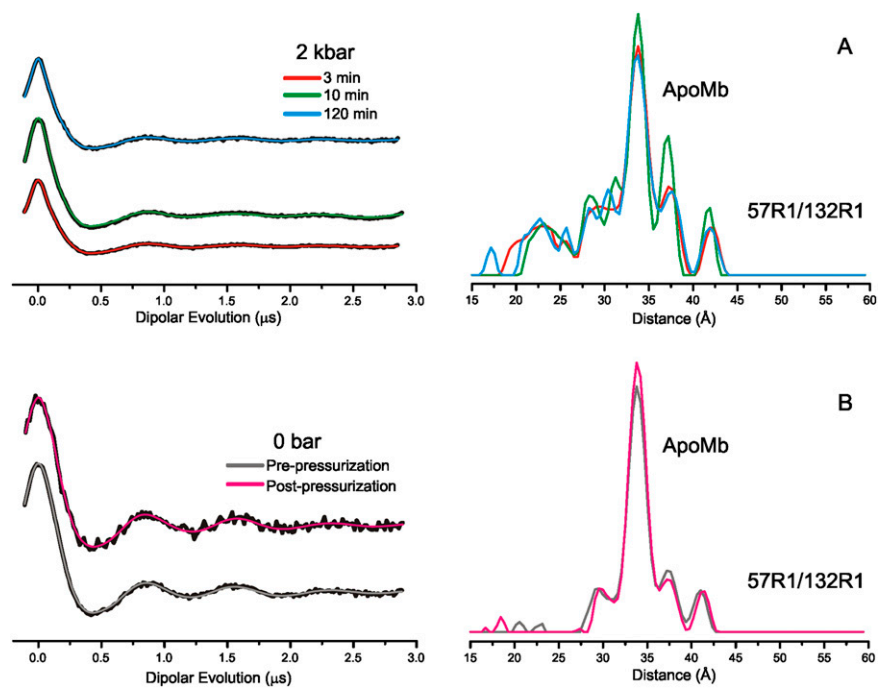 2 kbar
3 min
10 min
120 min
0.0 0.5 1.0 1.5 2.0 2.5 3.0
Dipolar Evolution (μs)
A
ApoMb
57R1/132R1
15 20 25 30 35 40 45 50 55 60
Distance (Å)
0 bar
Pre-pressurization
Post-pressurization
0.0 0.5 1.0 1.5 2.0 2.5 3.0
Dipolar Evolution (μs)
B
ApoMb
57R1/132R1
15 20 25 30 35 40 45 50 55 60
Distance (Å)